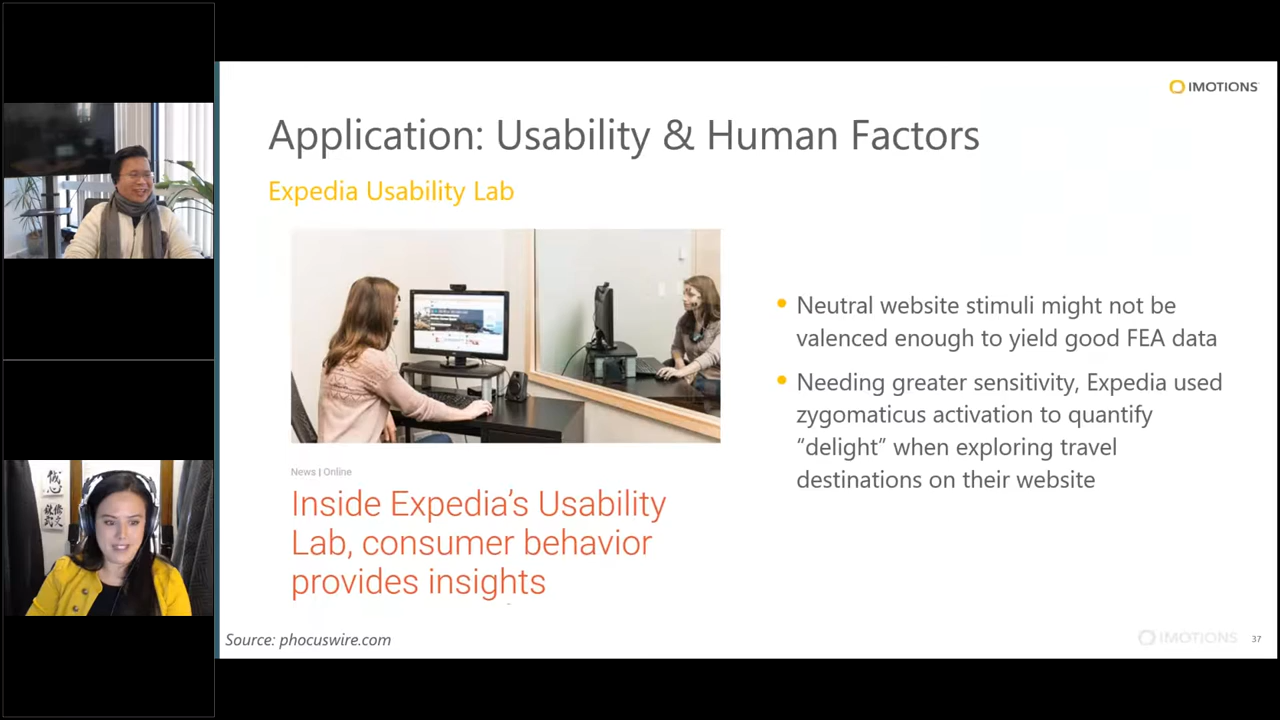 IMOTIONS
Application: Usability & Human Factors
Expedia Usability Lab
Neutral website stimuli might not be
valenced enough to yield good FEA data
Needing greater sensitivity, Expedia used
zygomaticus activation to quantify
“delight” when exploring travel
destinations on their website
News | Online
Inside Expedia’s Usability
Lab, consumer behavior
provides insights
Source: phocuswire.com
IMOTIONS
37